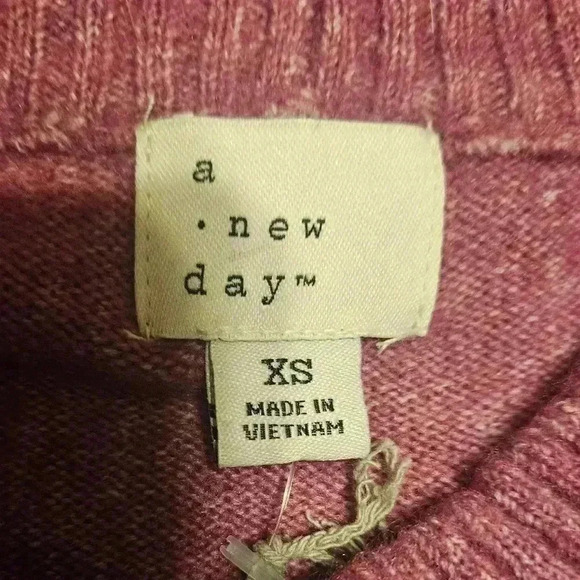 a
· new
day™
XS
MADE IN
VIETNAM